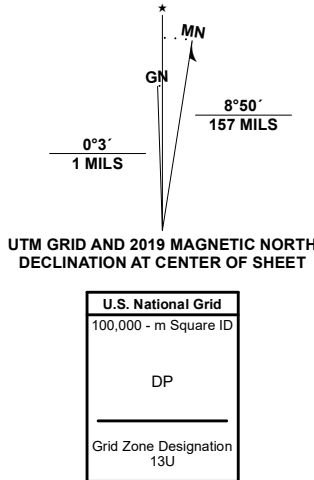 ★
MN
GN
8°50´
157 MILS
0°3´
1 MILS
UTM GRID AND 2019 MAGNETIC NORTH
DECLINATION AT CENTER OF SHEET
U.S. National Grid
100,000 - m Square ID
DP
Grid Zone Designation
13U